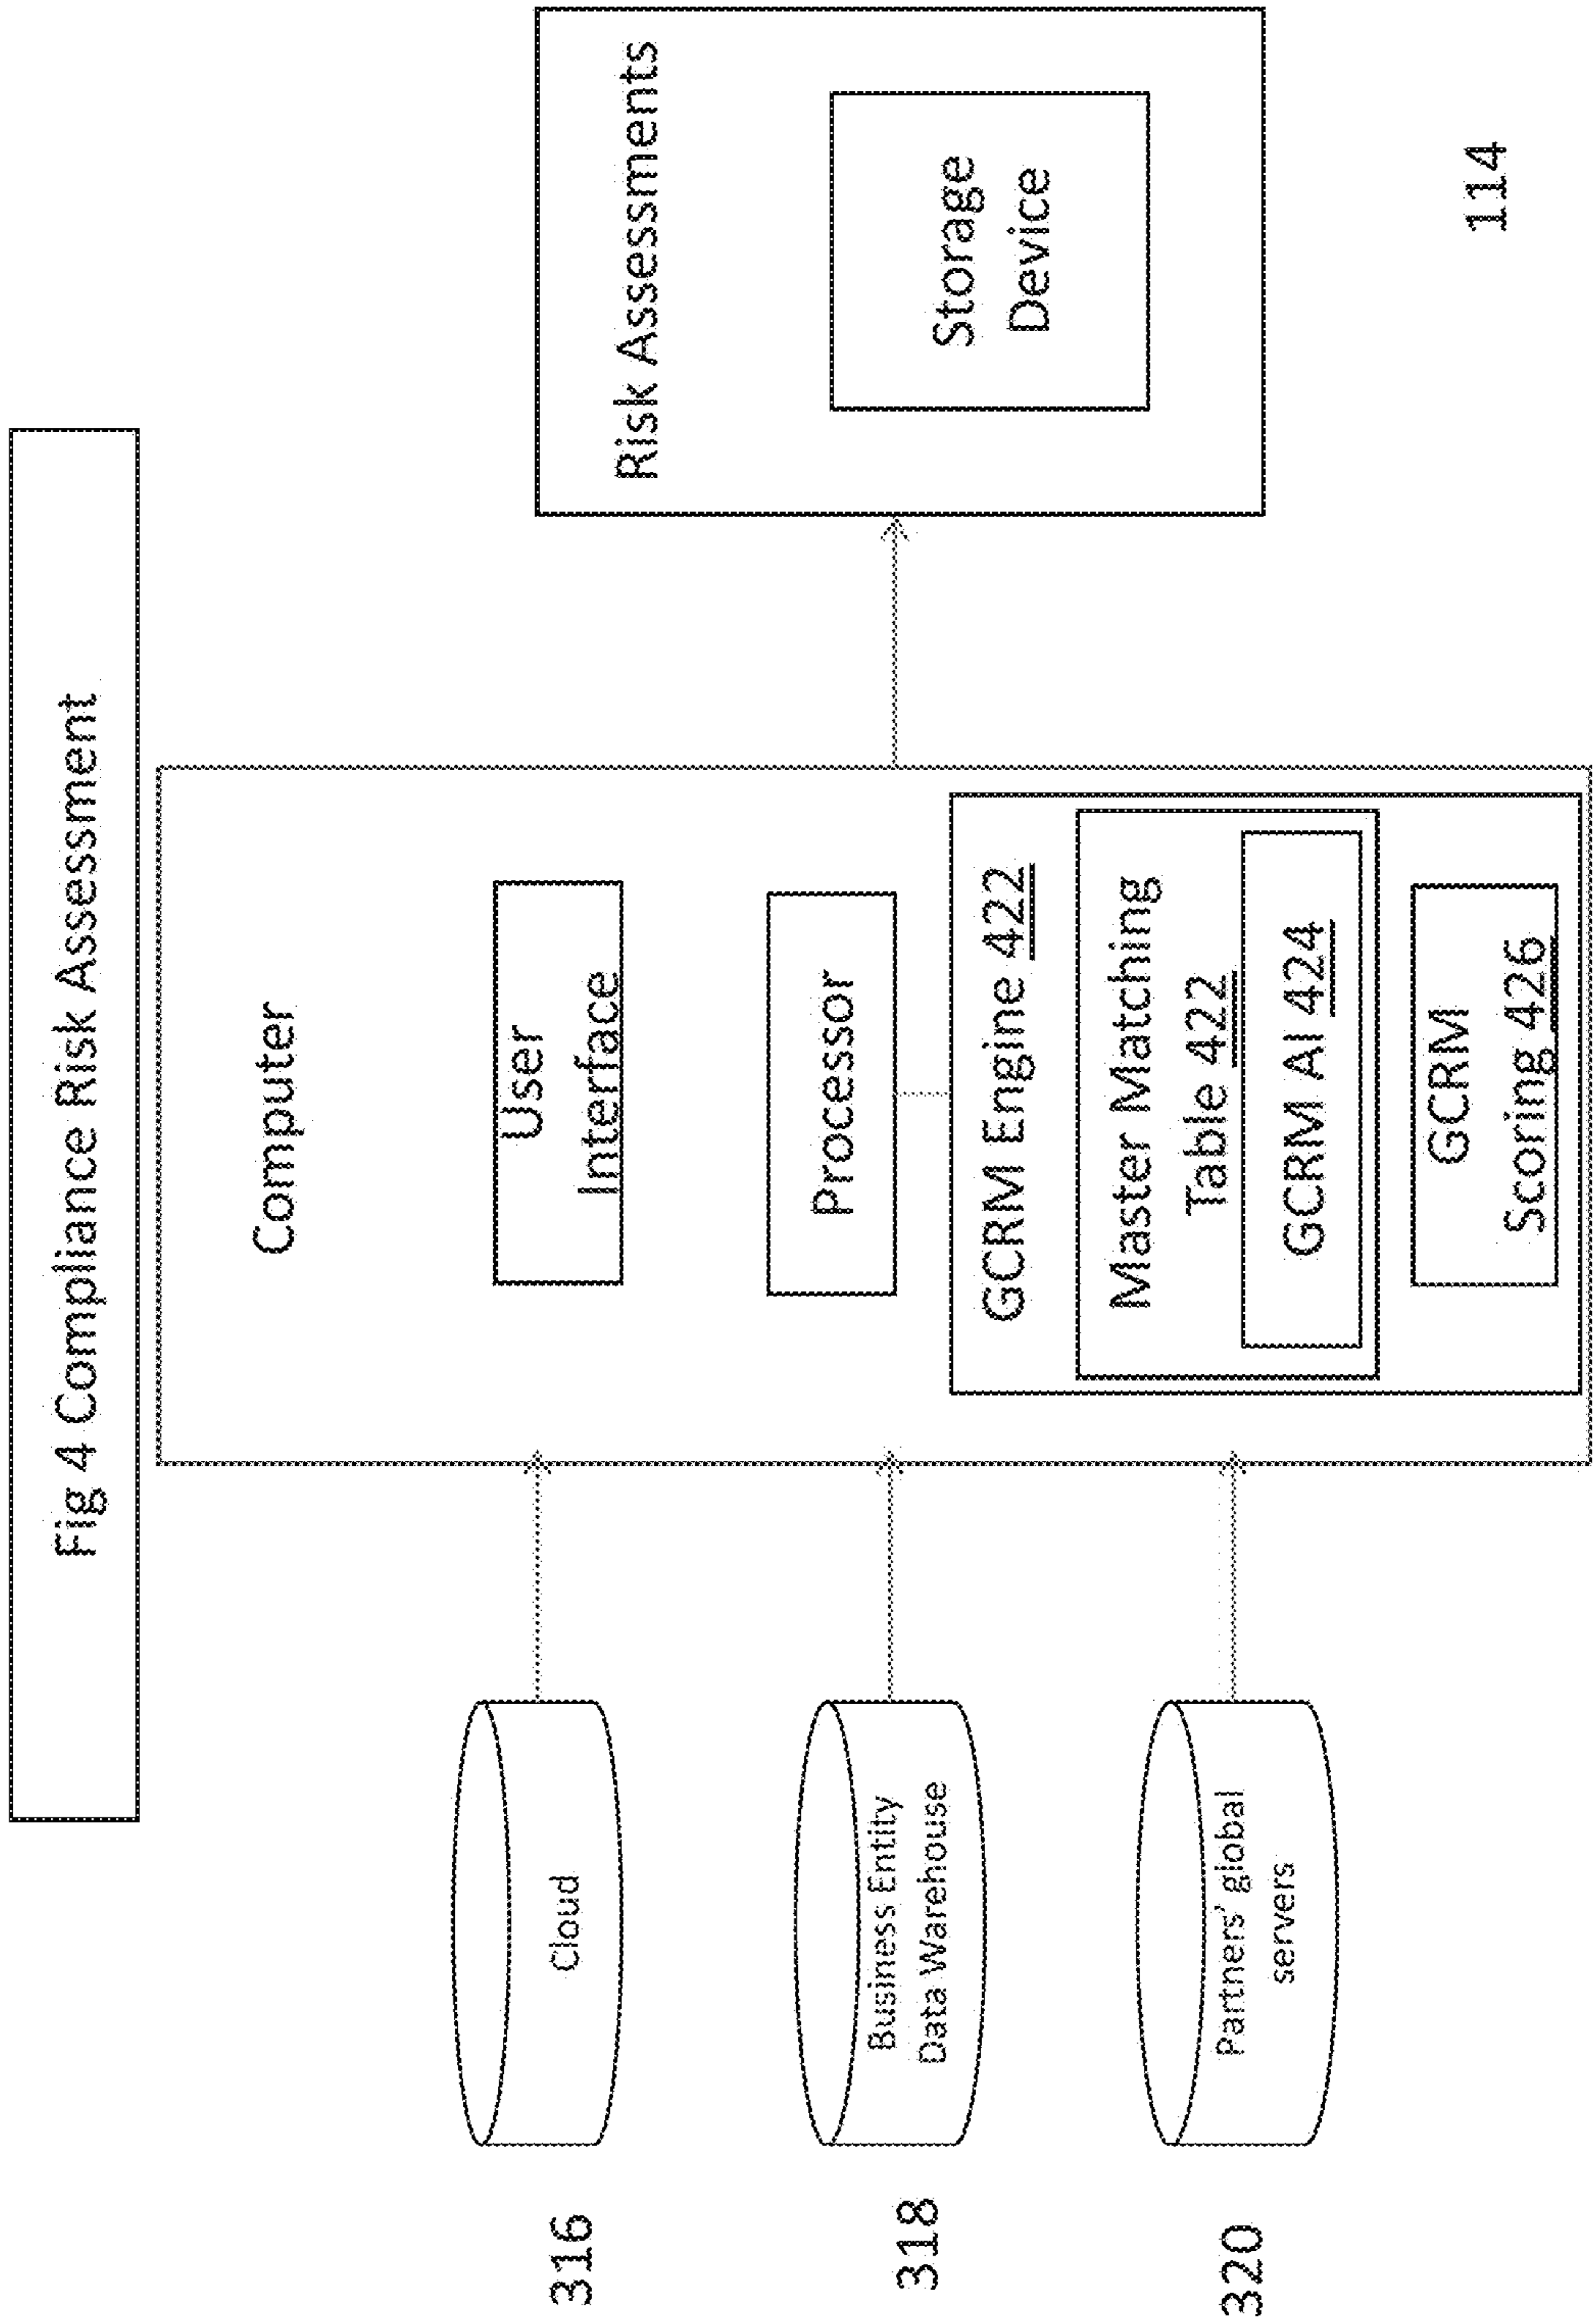 Fig 4 Compliance Risk Assessment
316
Cloud
318
Business Entity
Data Warehouse
320
Partners' global
servers
Computer
User
Interface
Processor
GCRM Engine 422
Master Matching
Table 422
GCRM AI 424
GCRM
Scoring 426
Risk Assessments
Storage
Device
114